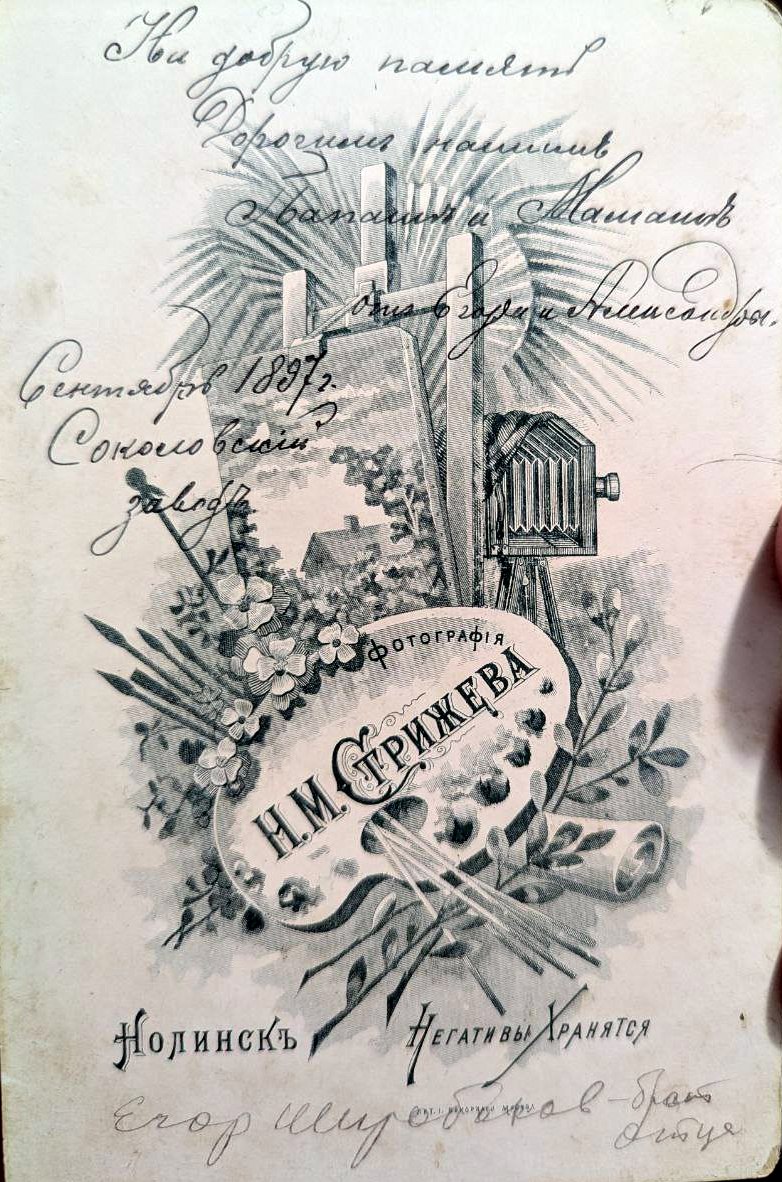 На добрую память
Дорогимъ нашимъ
Папашѣ и Мамашѣ
отъ Егора и Александры.
Сентябрь 1897 г.
Соколовскій
заводъ.
ФОТОГРАФІЯ
Н.М. СТРИЖЕВА
НОЛИНСКЪ
НЕГАТИВЫ ХРАНЯТСЯ
Егор Широбоков – брат
отца